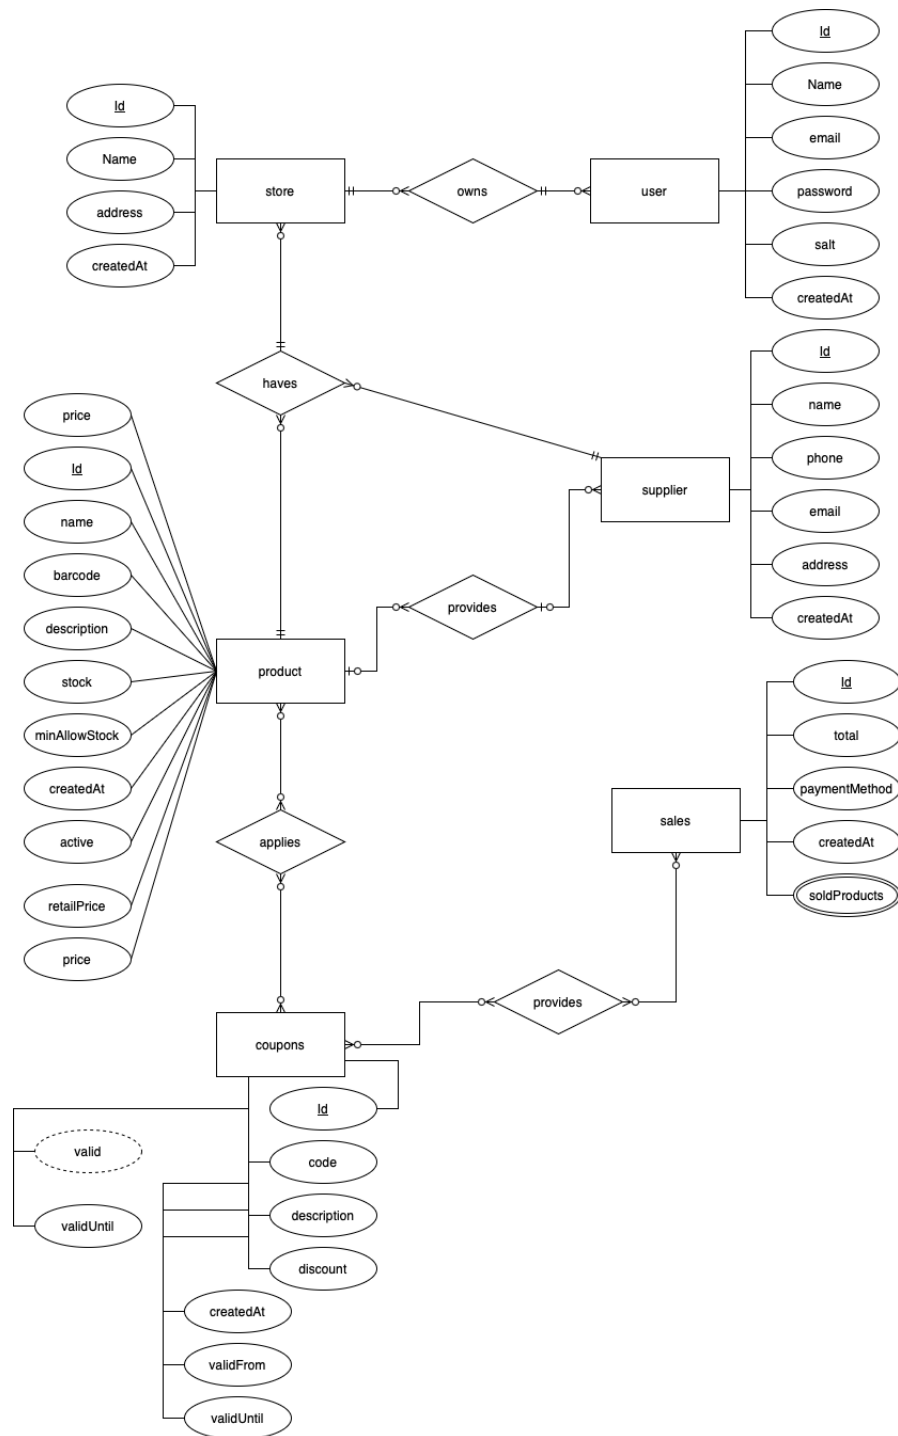 Id
Name
address
createdAt
store
owns
user
Id
Name
email
password
salt
createdAt
haves
Id
name
phone
email
address
createdAt
supplier
provides
price
Id
name
barcode
description
stock
minAllowStock
createdAt
active
retailPrice
price
product
applies
sales
Id
total
paymentMethod
createdAt
soldProducts
provides
coupons
Id
code
description
discount
valid
validUntil
createdAt
validFrom
validUntil